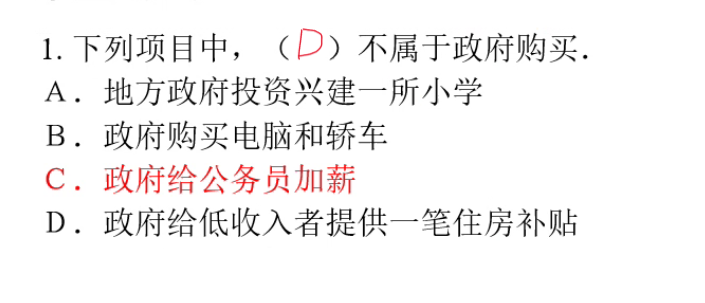 1. 下列项目中，（D）不属于政府购买．
A．地方政府投资兴建一所小学
B．政府购买电脑和轿车
C．政府给公务员加薪
D．政府给低收入者提供一笔住房补贴